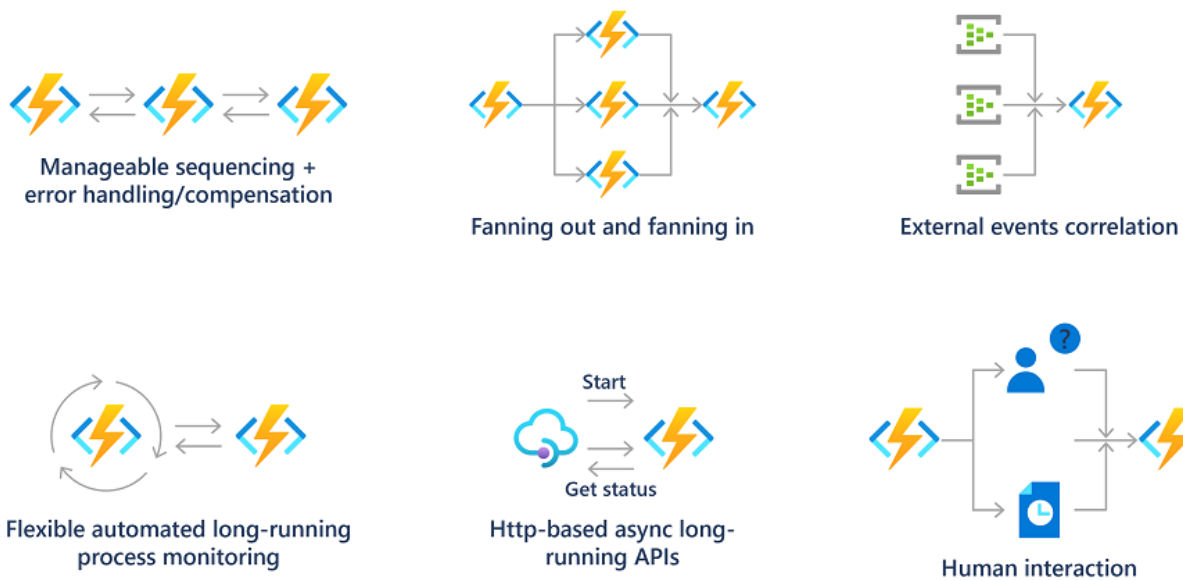 Manageable sequencing +
error handling/compensation
Fanning out and fanning in
External events correlation
Flexible automated long-running
process monitoring
Start
Get status
Http-based async long-
running APIs
?
Human interaction